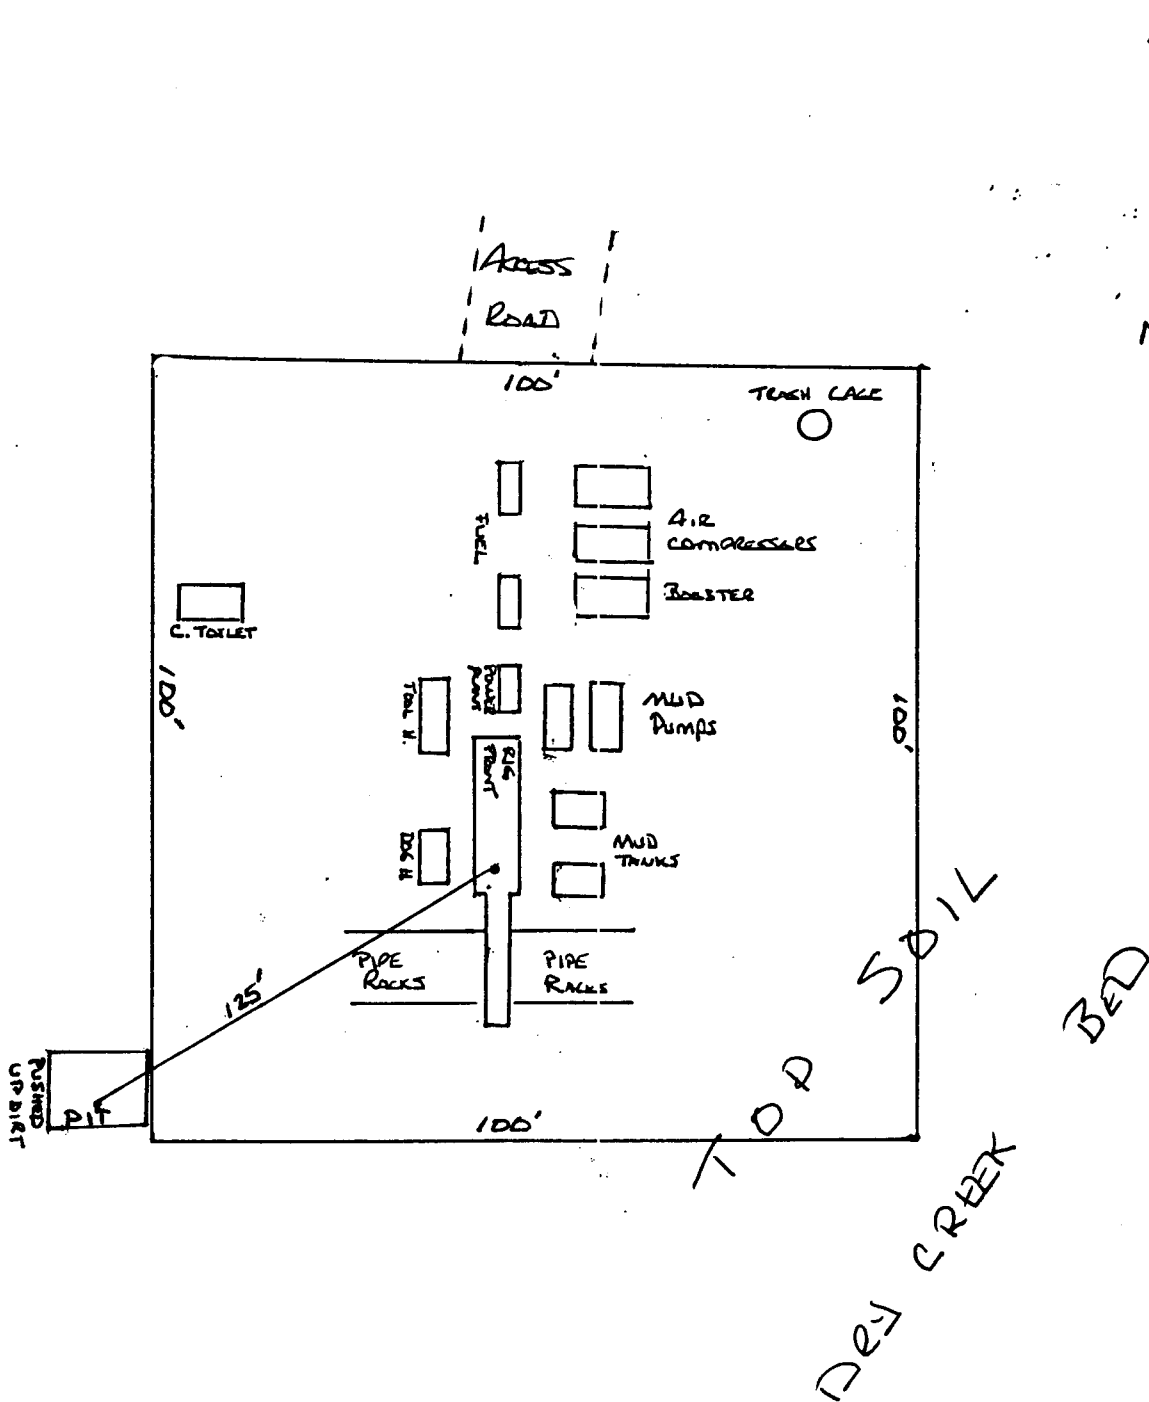 ACCESS
ROAD
100'
TRASH CAGE
FUEL
AIR
COMPRESSERS
BOOSTER
C. TOILET
100'
TOOL H.
POWER
PLANT
MUD
PUMPS
100'
RIG
FRONT
DOG H.
MUD
TANKS
PIPE
RACKS
PIPE
RACKS
125'
PUSHED
UP DIRT
PIT
100'
TOP SOIL
DRY CREEK BED